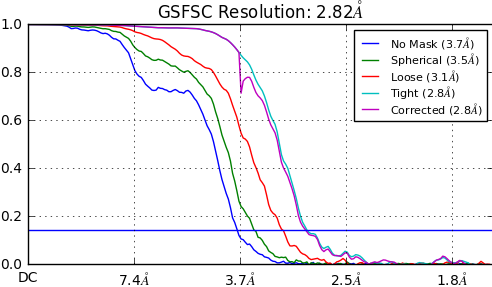 GSFSC Resolution: 2.82Å
1.0
0.8
0.6
0.4
0.2
0.0
No Mask (3.7Å)
Spherical (3.5Å)
Loose (3.1Å)
Tight (2.8Å)
Corrected (2.8Å)
DC 7.4Å 3.7Å 2.5Å 1.8Å